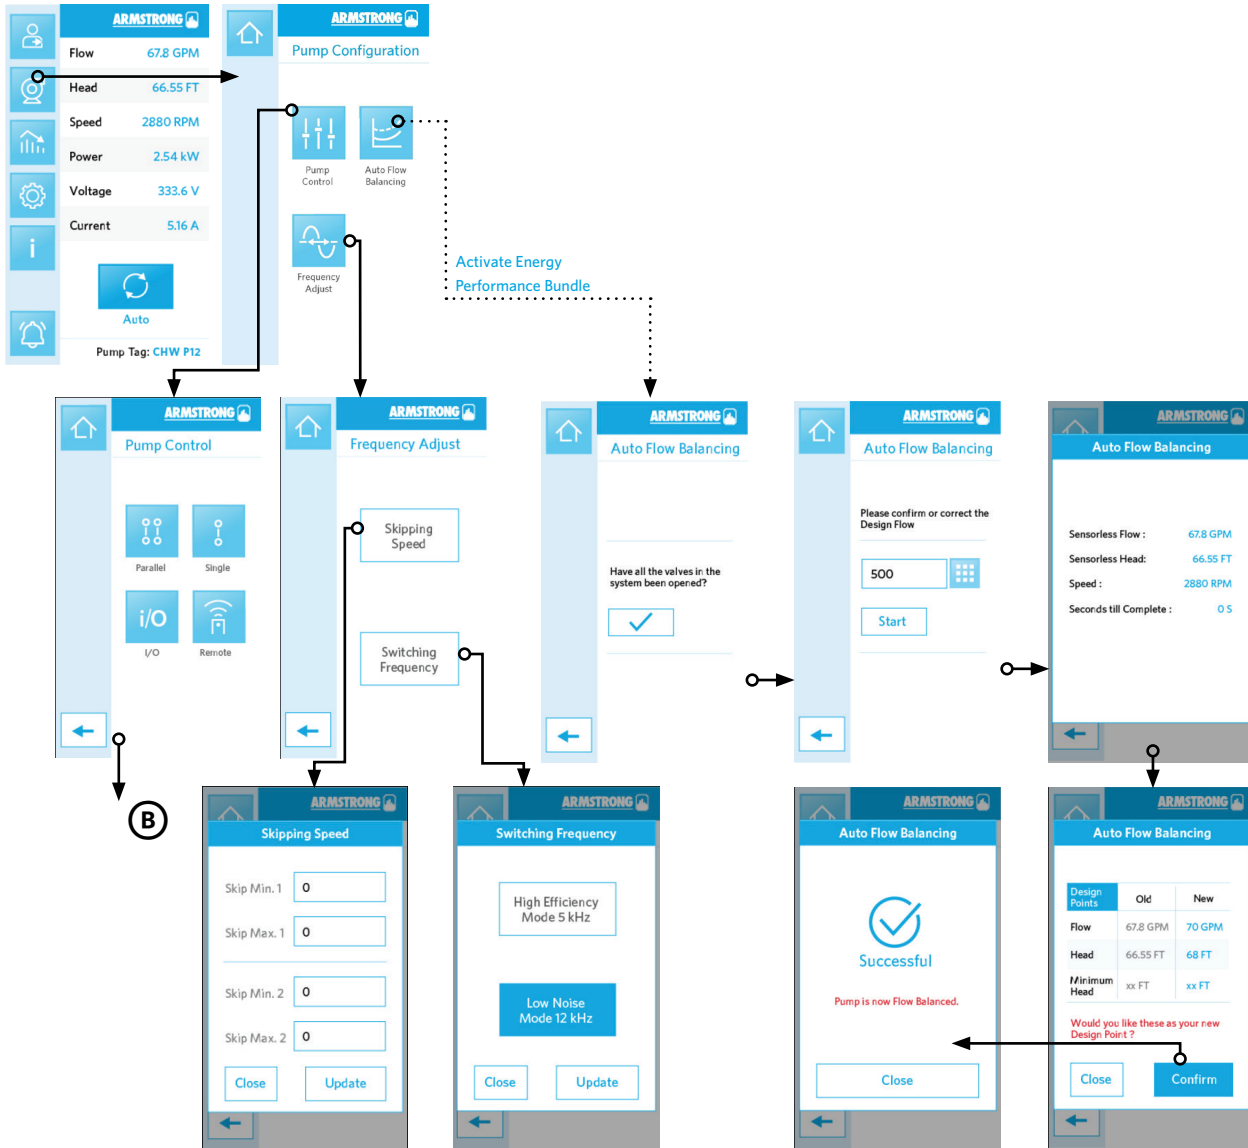 ARMSTRONG
Flow 67.8 GPM
Head 66.55 FT
Speed 2880 RPM
Power 2.54 kW
Voltage 333.6 V
Current 5.16 A
i
Auto
Pump Tag: CHW P12
ARMSTRONG
Pump Configuration
Pump
Control
Auto Flow
Balancing
Frequency
Adjust
Activate Energy
Performance Bundle
ARMSTRONG
Pump Control
Parallel
Single
i/O
I/O
Remote
B
ARMSTRONG
Frequency Adjust
Skipping
Speed
Switching
Frequency
ARMSTRONG
Auto Flow Balancing
Have all the valves in the
system been opened?
ARMSTRONG
Auto Flow Balancing
Please confirm or correct the
Design Flow
500
Start
ARMSTRONG
Auto Flow Balancing
Sensorless Flow : 67.8 GPM
Sensorless Head: 66.55 FT
Speed : 2880 RPM
Seconds till Complete : 0 S
ARMSTRONG
Skipping Speed
Skip Min. 1 0
Skip Max. 1 0
Skip Min. 2 0
Skip Max. 2 0
Close Update
ARMSTRONG
Switching Frequency
High Efficiency
Mode 5 kHz
Low Noise
Mode 12 kHz
Close Update
ARMSTRONG
Auto Flow Balancing
Successful
Pump is now Flow Balanced.
Close
ARMSTRONG
Auto Flow Balancing
Design
Points
Old New
Flow 67.8 GPM 70 GPM
Head 66.55 FT 68 FT
Minimum
Head
xx FT xx FT
Would you like these as your new
Design Point ?
Close Confirm